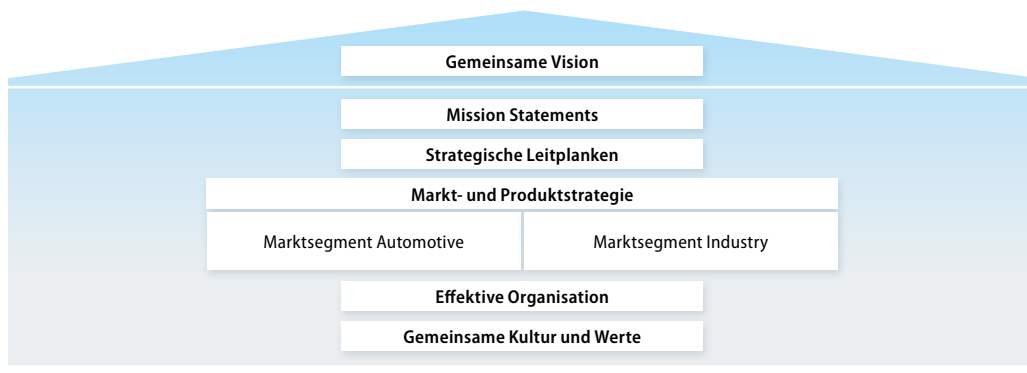 Gemeinsame Vision
Mission Statements
Strategische Leitplanken
Markt- und Produktstrategie
Marktsegment Automotive
Marktsegment Industry
Effektive Organisation
Gemeinsame Kultur und Werte